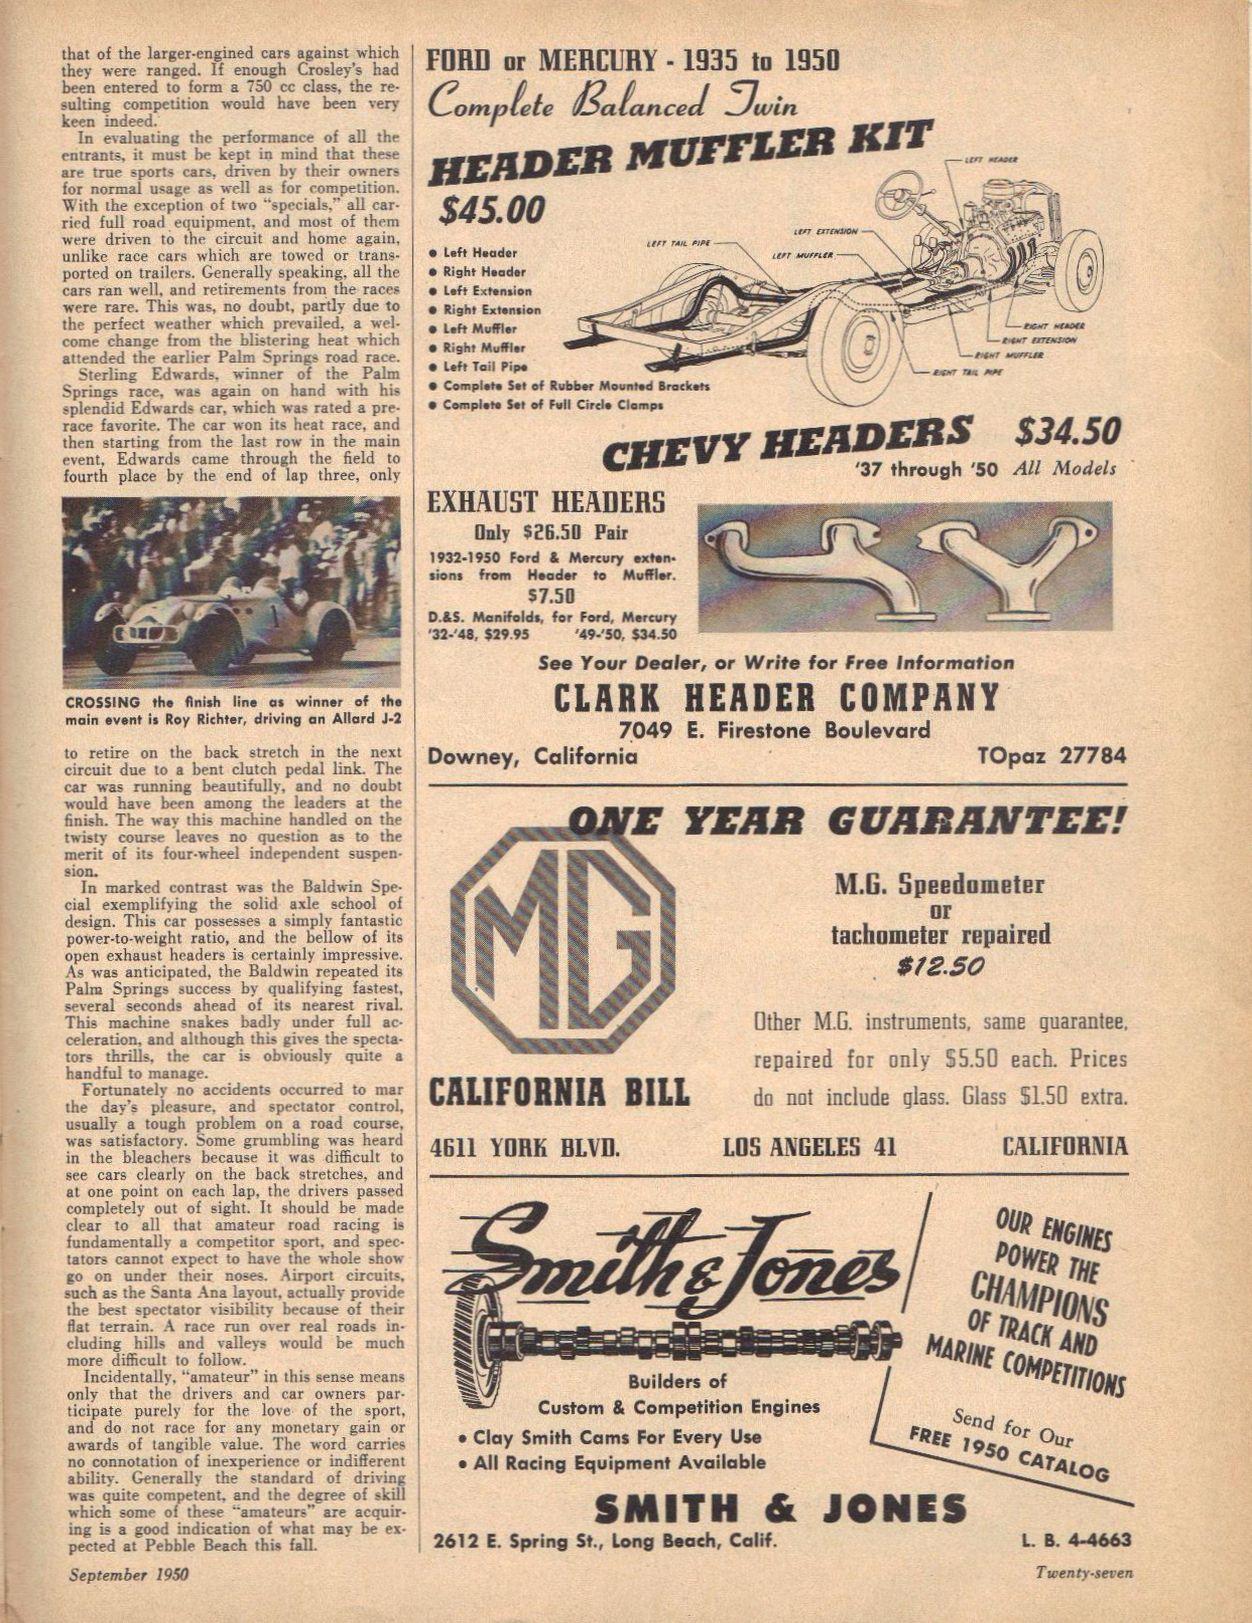 that of the larger-engined cars against which
they were ranged. If enough Crosley's had
been entered to form a 750 cc class, the re-
sulting competition would have been very
keen indeed.
In evaluating the performance of all the
entrants, it must be kept in mind that these
are true sports cars, driven by their owners
for normal usage as well as for competition.
With the exception of two "specials," all car-
ried full road equipment, and most of them
were driven to the circuit and home again,
unlike race cars which are towed or trans-
ported on trailers. Generally speaking, all the
cars ran well, and retirements from the races
were rare. This was, no doubt, partly due to
the perfect weather which prevailed, a wel-
come change from the blistering heat which
attended the earlier Palm Springs road race.
Sterling Edwards, winner of the Palm
Springs race, was again on hand with his
splendid Edwards car, which was rated a pre-
race favorite. The car won its heat race, and
then starting from the last row in the main
event, Edwards came through the field to
fourth place by the end of lap three, only
1
CROSSING the finish line as winner of the
main event is Roy Richter, driving an Allard J-2
to retire on the back stretch in the next
circuit due to a bent clutch pedal link. The
car was running beautifully, and no doubt
would have been among the leaders at the
finish. The way this machine handled on the
twisty course leaves no question as to the
merit of its four-wheel independent suspen-
sion.
In marked contrast was the Baldwin Spe-
cial exemplifying the solid axle school of
design. This car possesses a simply fantastic
power-to-weight ratio, and the bellow of its
open exhaust headers is certainly impressive.
As was anticipated, the Baldwin repeated its
Palm Springs success by qualifying fastest,
several seconds ahead of its nearest rival.
This machine snakes badly under full ac-
celeration, and although this gives the specta-
tors thrills, the car is obviously quite a
handful to manage.
Fortunately no accidents occurred to mar
the day's pleasure, and spectator control,
usually a tough problem on a road course,
was satisfactory. Some grumbling was heard
in the bleachers because it was difficult to
see cars clearly on the back stretches, and
at one point on each lap, the drivers passed
completely out of sight. It should be made
clear to all that amateur road racing is
fundamentally a competitor sport, and spec-
tators cannot expect to have the whole show
go on under their noses. Airport circuits,
such as the Santa Ana layout, actually provide
the best spectator visibility because of their
flat terrain. A race run over real roads in-
cluding hills and valleys would be much
more difficult to follow.
Incidentally, "amateur" in this sense means
only that the drivers and car owners par-
ticipate purely for the love of the sport,
and do not race for any monetary gain or
awards of tangible value. The word carries
no connotation of inexperience or indifferent
ability. Generally the standard of driving
was quite competent, and the degree of skill
which some of these "amateurs" are acquir-
ing is a good indication of what may be ex-
pected at Pebble Beach this fall.
FORD or MERCURY - 1935 to 1950
Complete Balanced Twin
HEADER MUFFLER KIT
$45.00
• Left Header
• Right Header
• Left Extension
• Right Extension
• Left Muffler
• Right Muffler
• Left Tail Pipe
• Complete Set of Rubber Mounted Brackets
• Complete Set of Full Circle Clamps
LEFT HEADER
LEFT EXTENSION
LEFT TAIL PIPE
LEFT MUFFLER
RIGHT HEADER
RIGHT EXTENSION
RIGHT MUFFLER
RIGHT TAIL PIPE
CHEVY HEADERS $34.50
'37 through '50 All Models
EXHAUST HEADERS
Only $26.50 Pair
1932-1950 Ford & Mercury exten-
sions from Header to Muffler.
$7.50
D.&S. Manifolds, for Ford, Mercury
'32-'48, $29.95 '49-'50, $34.50
See Your Dealer, or Write for Free Information
CLARK HEADER COMPANY
7049 E. Firestone Boulevard
Downey, California TOpaz 27784
ONE YEAR GUARANTEE!
MG
M.G. Speedometer
or
tachometer repaired
$12.50
Other M.G. instruments, same guarantee,
repaired for only $5.50 each. Prices
do not include glass. Glass $1.50 extra.
CALIFORNIA BILL
4611 YORK BLVD. LOS ANGELES 41 CALIFORNIA
Smith & Jones
Builders of
Custom & Competition Engines
• Clay Smith Cams For Every Use
• All Racing Equipment Available
OUR ENGINES
POWER THE
CHAMPIONS
OF TRACK AND
MARINE COMPETITIONS
Send for Our
FREE 1950 CATALOG
SMITH & JONES
2612 E. Spring St., Long Beach, Calif. L. B. 4-4663
September 1950 Twenty-seven